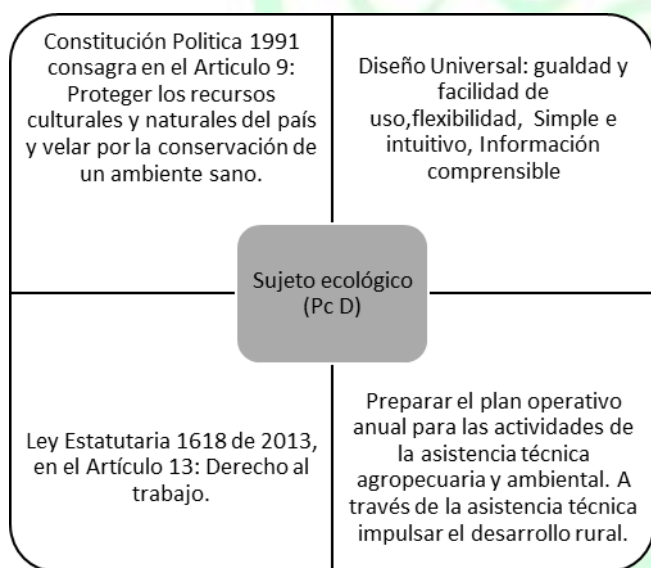 Constitución Politica 1991
consagra en el Articulo 9:
Proteger los recursos
culturales y naturales del país
y velar por la conservación de
un ambiente sano.
Diseño Universal: gualdad y
facilidad de
uso,flexibilidad, Simple e
intuitivo, Información
comprensible
Sujeto ecológico
(Pc D)
Ley Estatutaria 1618 de 2013,
en el Artículo 13: Derecho al
trabajo.
Preparar el plan operativo
anual para las actividades de
la asistencia técnica
agropecuaria y ambiental. A
través de la asistencia técnica
impulsar el desarrollo rural.